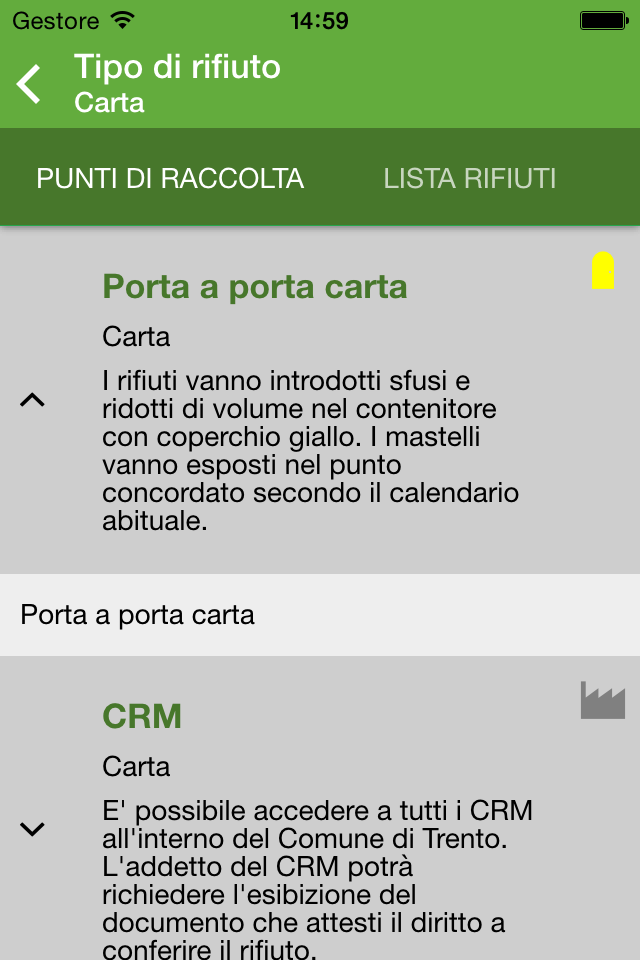 Gestore 14:59
Tipo di rifiuto
Carta
PUNTI DI RACCOLTA LISTA RIFIUTI
Porta a porta carta
Carta
I rifiuti vanno introdotti sfusi e
ridotti di volume nel contenitore
con coperchio giallo. I mastelli
vanno esposti nel punto
concordato secondo il calendario
abituale.
Porta a porta carta
CRM
Carta
E' possibile accedere a tutti i CRM
all'interno del Comune di Trento.
L'addetto del CRM potrà
richiedere l'esibizione del
documento che attesti il diritto a
conferire il rifiuto.